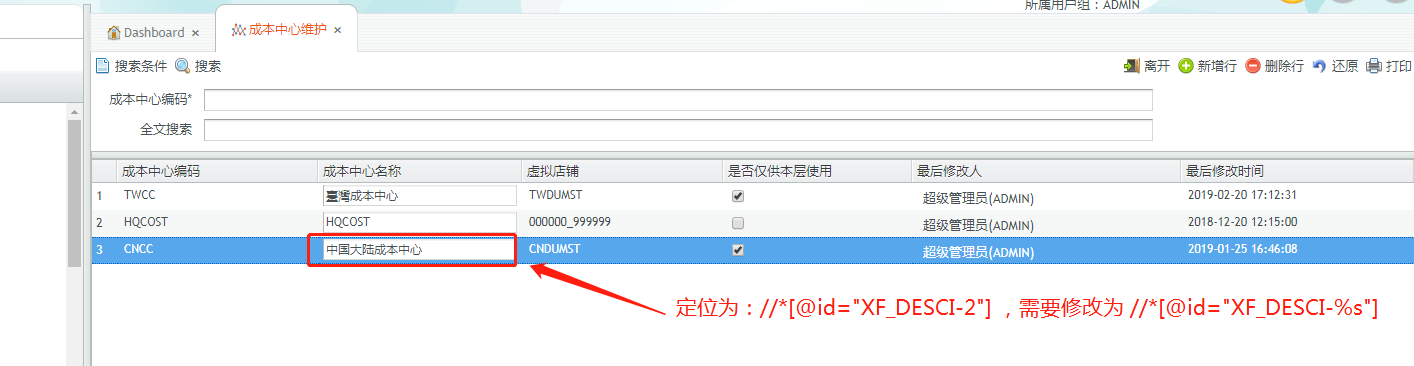 所属用户组：ADMIN
Dashboard × 成本中心维护 ×
搜索条件 搜索 离开 新增行 删除行 还原 打印
成本中心编码*
全文搜索
成本中心编码 成本中心名称 虚拟店铺 是否仅供本层使用 最后修改人 最后修改时间
1 TWCC 臺灣成本中心 TWDUMST 超级管理员(ADMIN) 2019-02-20 17:12:31
2 HQCOST HQCOST 000000_999999 超级管理员(ADMIN) 2018-12-20 12:15:00
3 CNCC 中国大陆成本中心 CNDUMST 超级管理员(ADMIN) 2019-01-25 16:46:08
定位为：//*[@id="XF_DESCI-2"] ，需要修改为 //*[@id="XF_DESCI-%s"]